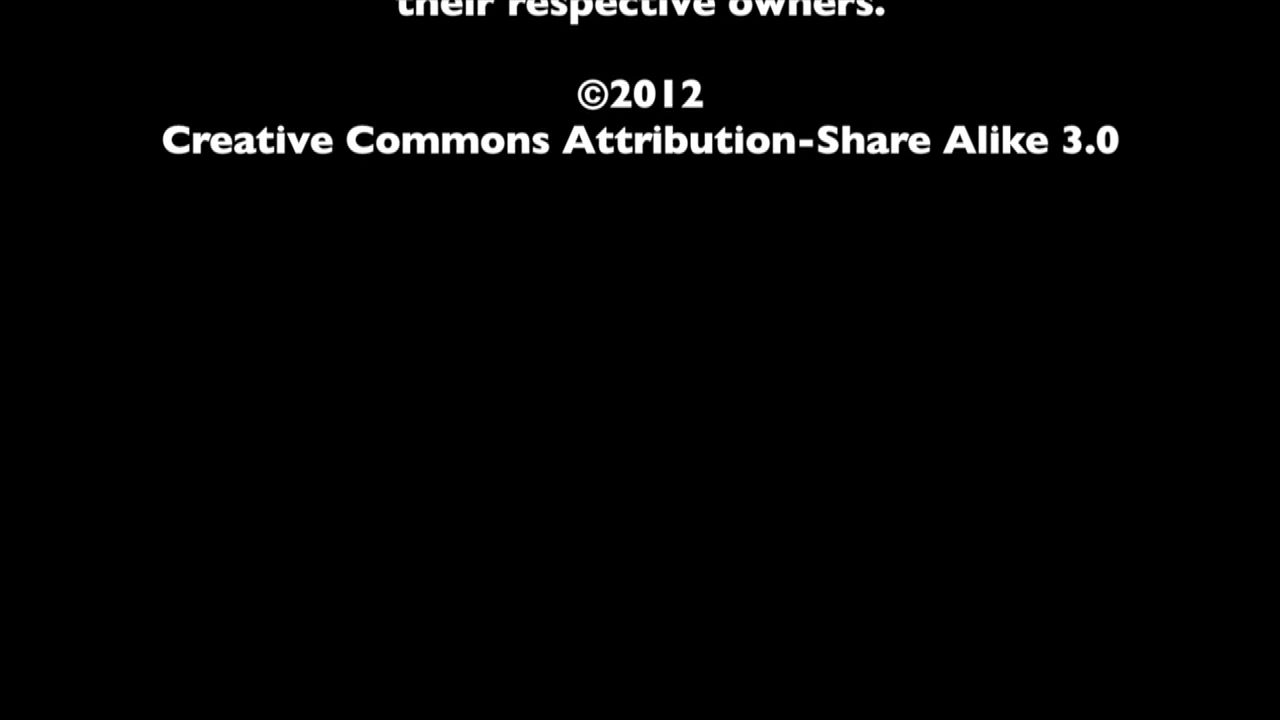 their respective owners.
©2012
Creative Commons Attribution-Share Alike 3.0